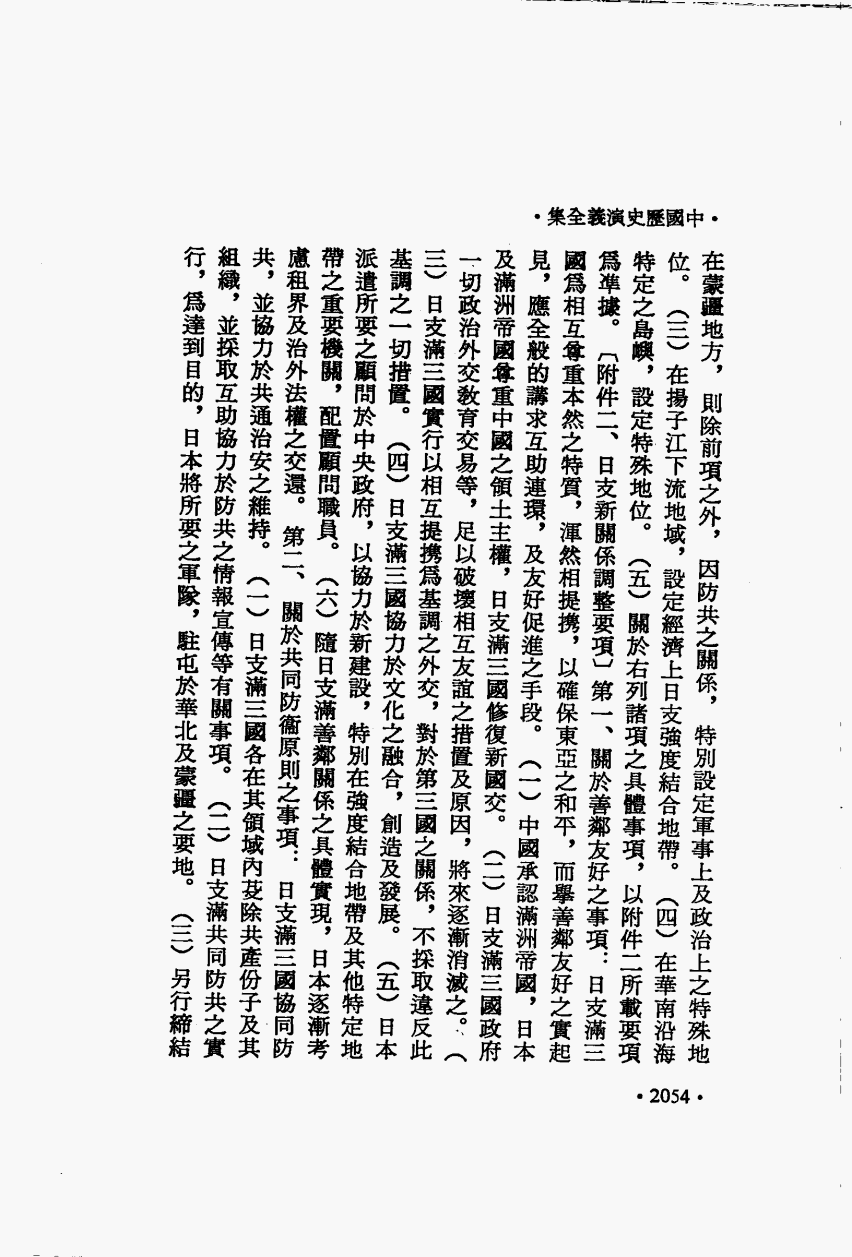 ·中國歷史演義全集·
在蒙疆地方，則除前項之外，因防共之關係，特別設定軍事上及政治上之特殊地
位。（三）在揚子江下流地域，設定經濟上日支強度結合地帶。（四）在華南沿海
特定之島嶼，設定特殊地位。（五）關於右列諸項之具體事項，以附件二所載要項
爲準據。〔附件二、日支新關係調整要項〕第一、關於善鄰友好之事項：日支滿三
國爲相互尊重本然之特質，渾然相提携，以確保東亞之和平，而舉善鄰友好之實起
見，應全般的講求互助連環，及友好促進之手段。（一）中國承認滿洲帝國，日本
及滿洲帝國尊重中國之領土主權，日支滿三國修復新國交。（二）日支滿三國政府
一切政治外交敎育交易等，足以破壞相互友誼之措置及原因，將來逐漸消滅之。（
三）日支滿三國實行以相互提携爲基調之外交，對於第三國之關係，不採取違反此
基調之一切措置。（四）日支滿三國協力於文化之融合，創造及發展。（五）日本
派遣所要之顧問於中央政府，以協力於新建設，特別在強度結合地帶及其他特定地
帶之重要機關，配置顧問職員。（六）隨日支滿善鄰關係之具體實現，日本逐漸考
慮租界及治外法權之交還。第二、關於共同防衞原則之事項：日支滿三國協同防
共，並協力於共通治安之維持。（一）日支滿三國各在其領域內芟除共產份子及其
組織，並採取互助協力於防共之情報宣傳等有關事項。（二）日支滿共同防共之實
行，爲達到目的，日本將所要之軍隊，駐屯於華北及蒙疆之要地。（三）另行締結
·2054·